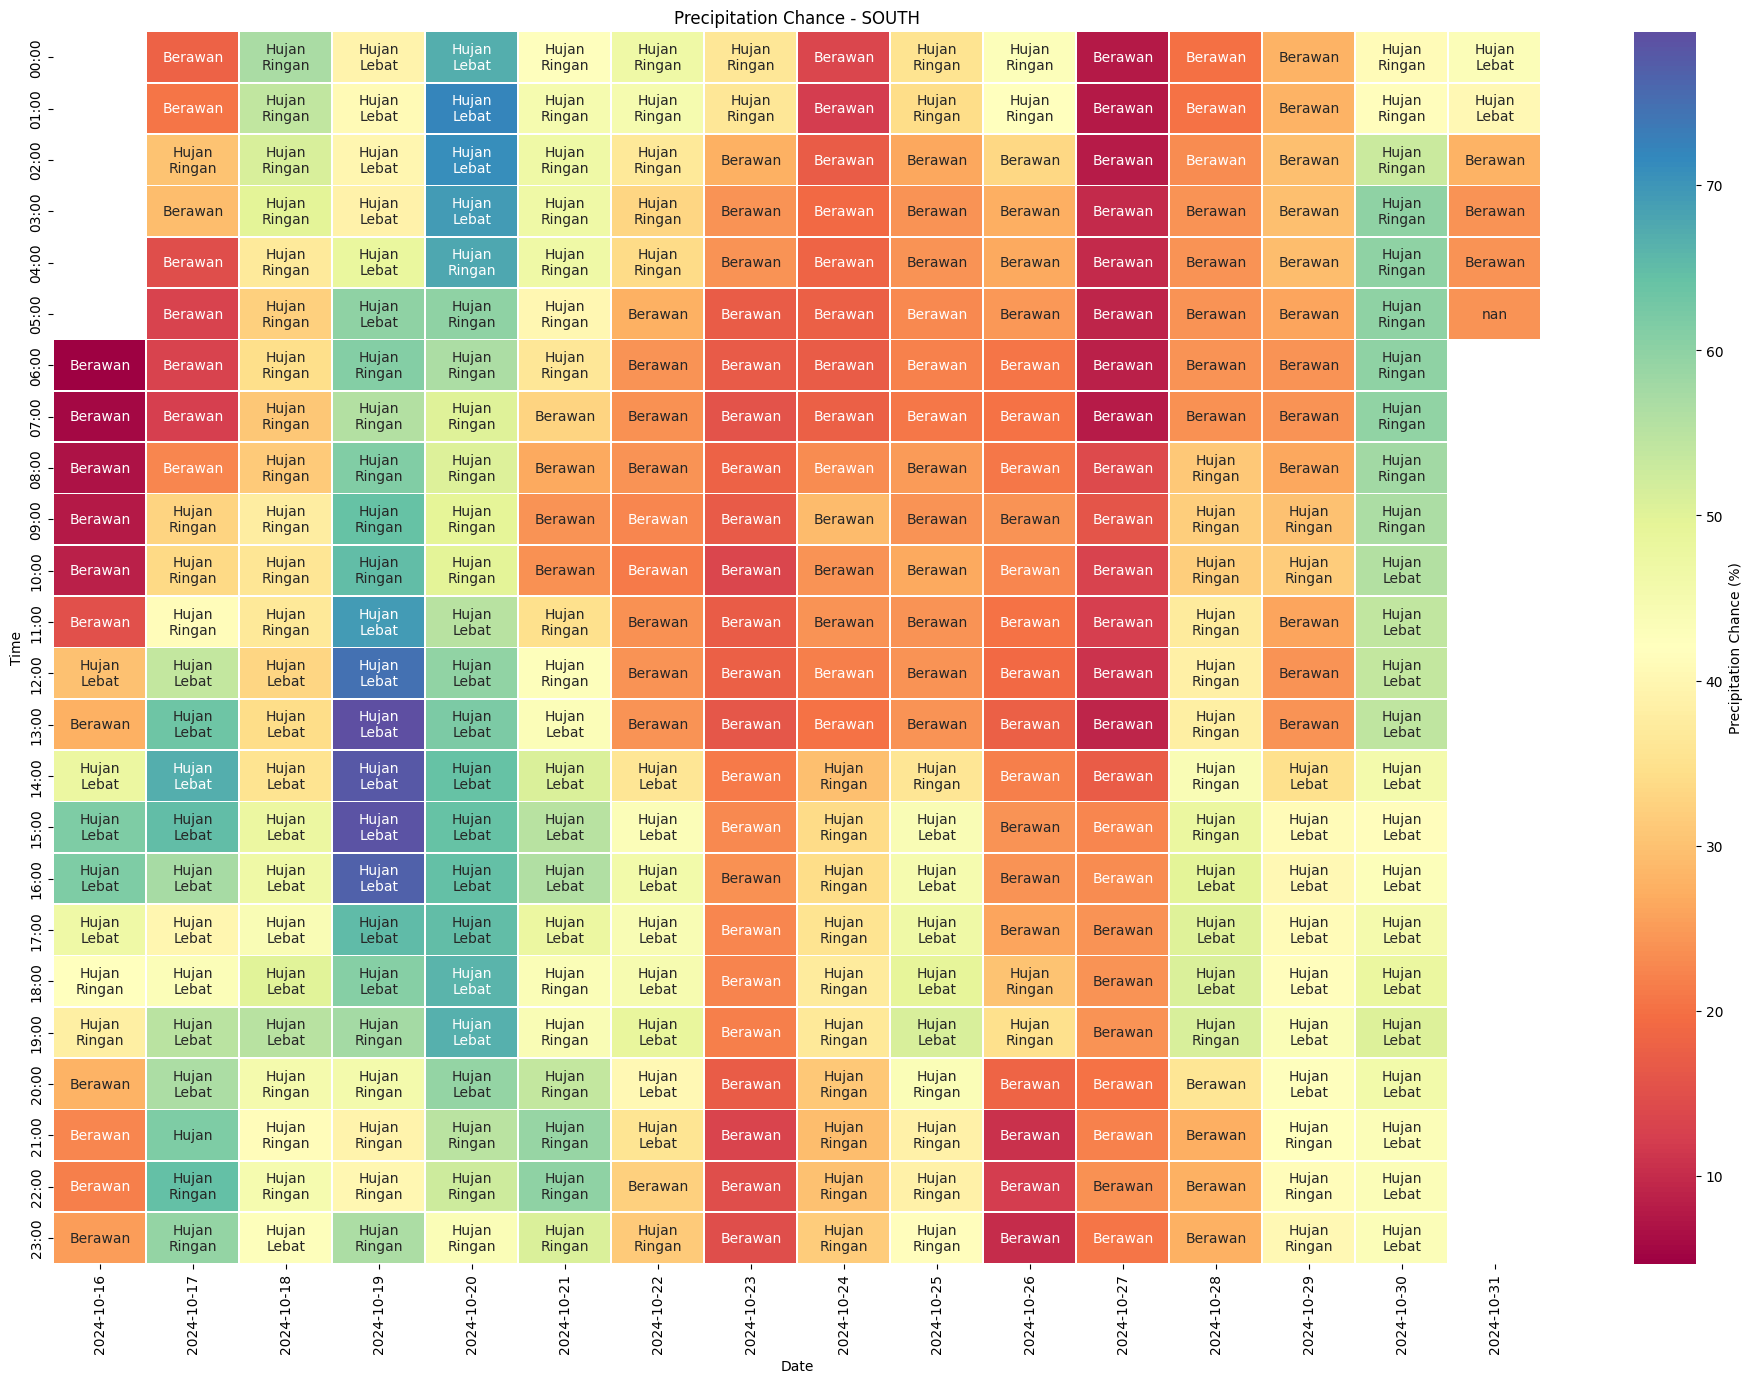 Precipitation Chance - SOUTH
00:00 Berawan Hujan Ringan Hujan Lebat Hujan Lebat Hujan Ringan Hujan Ringan Hujan Ringan Berawan Hujan Ringan Hujan Ringan Berawan Berawan Berawan Hujan Ringan Hujan Lebat
01:00 Berawan Hujan Ringan Hujan Lebat Hujan Lebat Hujan Ringan Hujan Ringan Hujan Ringan Berawan Hujan Ringan Hujan Ringan Berawan Berawan Berawan Hujan Ringan Hujan Lebat
02:00 Hujan Ringan Hujan Ringan Hujan Lebat Hujan Lebat Hujan Ringan Hujan Ringan Berawan Berawan Berawan Berawan Berawan Berawan Berawan Hujan Ringan Berawan
03:00 Berawan Hujan Ringan Hujan Lebat Hujan Lebat Hujan Ringan Hujan Ringan Berawan Berawan Berawan Berawan Berawan Berawan Berawan Hujan Ringan Berawan
04:00 Berawan Hujan Ringan Hujan Lebat Hujan Ringan Hujan Ringan Hujan Ringan Berawan Berawan Berawan Berawan Berawan Berawan Berawan Hujan Ringan Berawan
05:00 Berawan Hujan Ringan Hujan Lebat Hujan Ringan Hujan Ringan Berawan Berawan Berawan Berawan Berawan Berawan Berawan Berawan Hujan Ringan nan
06:00 Berawan Berawan Hujan Ringan Hujan Ringan Hujan Ringan Hujan Ringan Berawan Berawan Berawan Berawan Berawan Berawan Berawan Berawan Hujan Ringan
07:00 Berawan Berawan Hujan Ringan Hujan Ringan Hujan Ringan Berawan Berawan Berawan Berawan Berawan Berawan Berawan Berawan Berawan Hujan Ringan
08:00 Berawan Berawan Hujan Ringan Hujan Ringan Hujan Ringan Berawan Berawan Berawan Berawan Berawan Berawan Berawan Hujan Ringan Berawan Hujan Ringan
09:00 Berawan Hujan Ringan Hujan Ringan Hujan Ringan Hujan Ringan Berawan Berawan Berawan Berawan Berawan Berawan Berawan Hujan Ringan Hujan Ringan Hujan Ringan
10:00 Berawan Hujan Ringan Hujan Ringan Hujan Ringan Hujan Ringan Berawan Berawan Berawan Berawan Berawan Berawan Berawan Hujan Ringan Hujan Ringan Hujan Lebat
11:00 Berawan Hujan Ringan Hujan Ringan Hujan Lebat Hujan Lebat Hujan Ringan Berawan Berawan Berawan Berawan Berawan Berawan Hujan Ringan Berawan Hujan Lebat
12:00 Hujan Lebat Hujan Lebat Hujan Lebat Hujan Lebat Hujan Lebat Hujan Ringan Berawan Berawan Berawan Berawan Berawan Berawan Hujan Ringan Berawan Hujan Lebat
13:00 Berawan Hujan Lebat Hujan Lebat Hujan Lebat Hujan Lebat Hujan Lebat Berawan Berawan Berawan Berawan Berawan Berawan Hujan Ringan Berawan Hujan Lebat
14:00 Hujan Lebat Hujan Lebat Hujan Lebat Hujan Lebat Hujan Lebat Hujan Lebat Hujan Lebat Berawan Hujan Ringan Hujan Ringan Berawan Berawan Hujan Ringan Hujan Lebat Hujan Lebat
15:00 Hujan Lebat Hujan Lebat Hujan Lebat Hujan Lebat Hujan Lebat Hujan Lebat Hujan Lebat Berawan Hujan Ringan Hujan Lebat Berawan Berawan Hujan Ringan Hujan Lebat Hujan Lebat
16:00 Hujan Lebat Hujan Lebat Hujan Lebat Hujan Lebat Hujan Lebat Hujan Lebat Hujan Lebat Berawan Hujan Ringan Hujan Lebat Berawan Berawan Hujan Lebat Hujan Lebat Hujan Lebat
17:00 Hujan Lebat Hujan Lebat Hujan Lebat Hujan Lebat Hujan Lebat Hujan Lebat Hujan Lebat Berawan Hujan Ringan Hujan Lebat Berawan Berawan Hujan Lebat Hujan Lebat Hujan Lebat
18:00 Hujan Ringan Hujan Lebat Hujan Lebat Hujan Lebat Hujan Lebat Hujan Ringan Hujan Lebat Berawan Hujan Ringan Hujan Lebat Hujan Ringan Berawan Hujan Lebat Hujan Lebat Hujan Lebat
19:00 Hujan Ringan Hujan Lebat Hujan Lebat Hujan Ringan Hujan Lebat Hujan Ringan Hujan Lebat Berawan Hujan Ringan Hujan Lebat Hujan Ringan Berawan Hujan Ringan Hujan Lebat Hujan Lebat
20:00 Berawan Hujan Lebat Hujan Ringan Hujan Ringan Hujan Lebat Hujan Ringan Hujan Lebat Berawan Hujan Ringan Hujan Ringan Berawan Berawan Berawan Hujan Lebat Hujan Lebat
21:00 Berawan Hujan Hujan Ringan Hujan Ringan Hujan Ringan Hujan Ringan Hujan Lebat Berawan Hujan Ringan Hujan Ringan Berawan Berawan Berawan Hujan Ringan Hujan Lebat
22:00 Berawan Hujan Ringan Hujan Ringan Hujan Ringan Hujan Ringan Hujan Ringan Berawan Berawan Hujan Ringan Hujan Ringan Berawan Berawan Berawan Hujan Ringan Hujan Lebat
23:00 Berawan Hujan Ringan Hujan Lebat Hujan Ringan Hujan Ringan Hujan Ringan Hujan Ringan Berawan Hujan Ringan Hujan Ringan Berawan Berawan Berawan Hujan Ringan Hujan Lebat
Time
2024-10-16 2024-10-17 2024-10-18 2024-10-19 2024-10-20 2024-10-21 2024-10-22 2024-10-23 2024-10-24 2024-10-25 2024-10-26 2024-10-27 2024-10-28 2024-10-29 2024-10-30 2024-10-31
Date
70
60
50
40
30
20
10
Precipitation Chance (%)